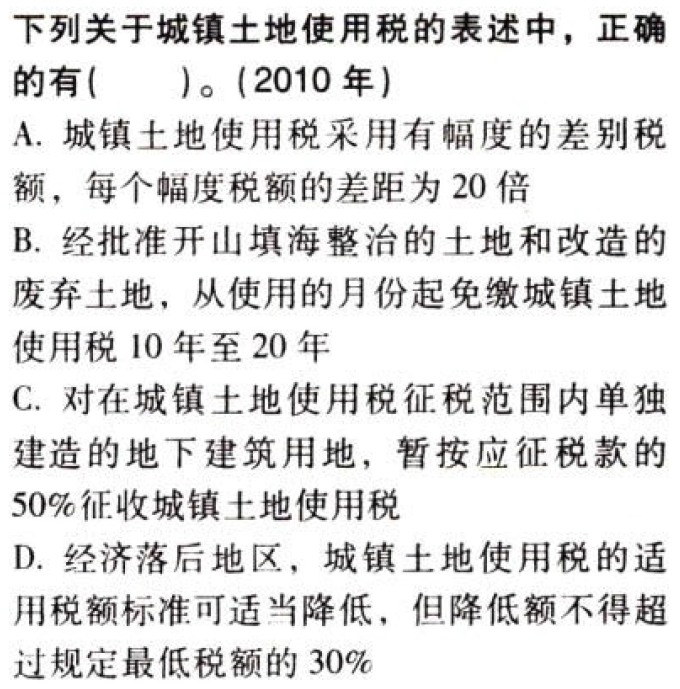 下列关于城镇土地使用税的表述中，正确
的有(　　)。(2010 年)
A. 城镇土地使用税采用有幅度的差别税
额，每个幅度税额的差距为 20 倍
B. 经批准开山填海整治的土地和改造的
废弃土地，从使用的月份起免缴城镇土地
使用税 10 年至 20 年
C. 对在城镇土地使用税征税范围内单独
建造的地下建筑用地，暂按应征税款的
50%征收城镇土地使用税
D. 经济落后地区，城镇土地使用税的适
用税额标准可适当降低，但降低额不得超
过规定最低税额的 30%